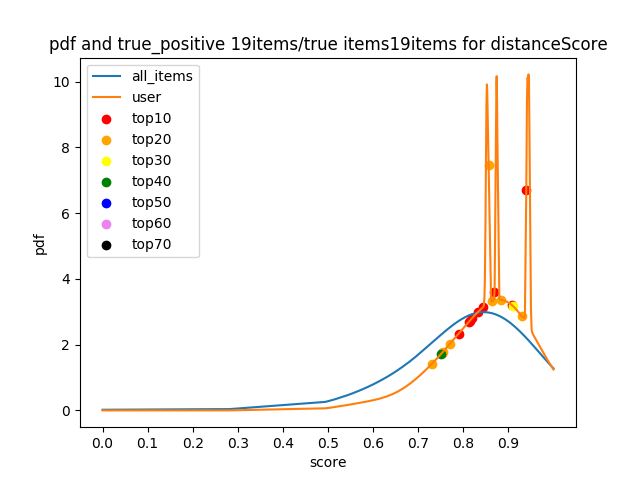 pdf and true_positive 19items/true items19items for distanceScore
all_items
user
top10
top20
top30
top40
top50
top60
top70
10
8
6
4
2
0
pdf
0.0 0.1 0.2 0.3 0.4 0.5 0.6 0.7 0.8 0.9
score